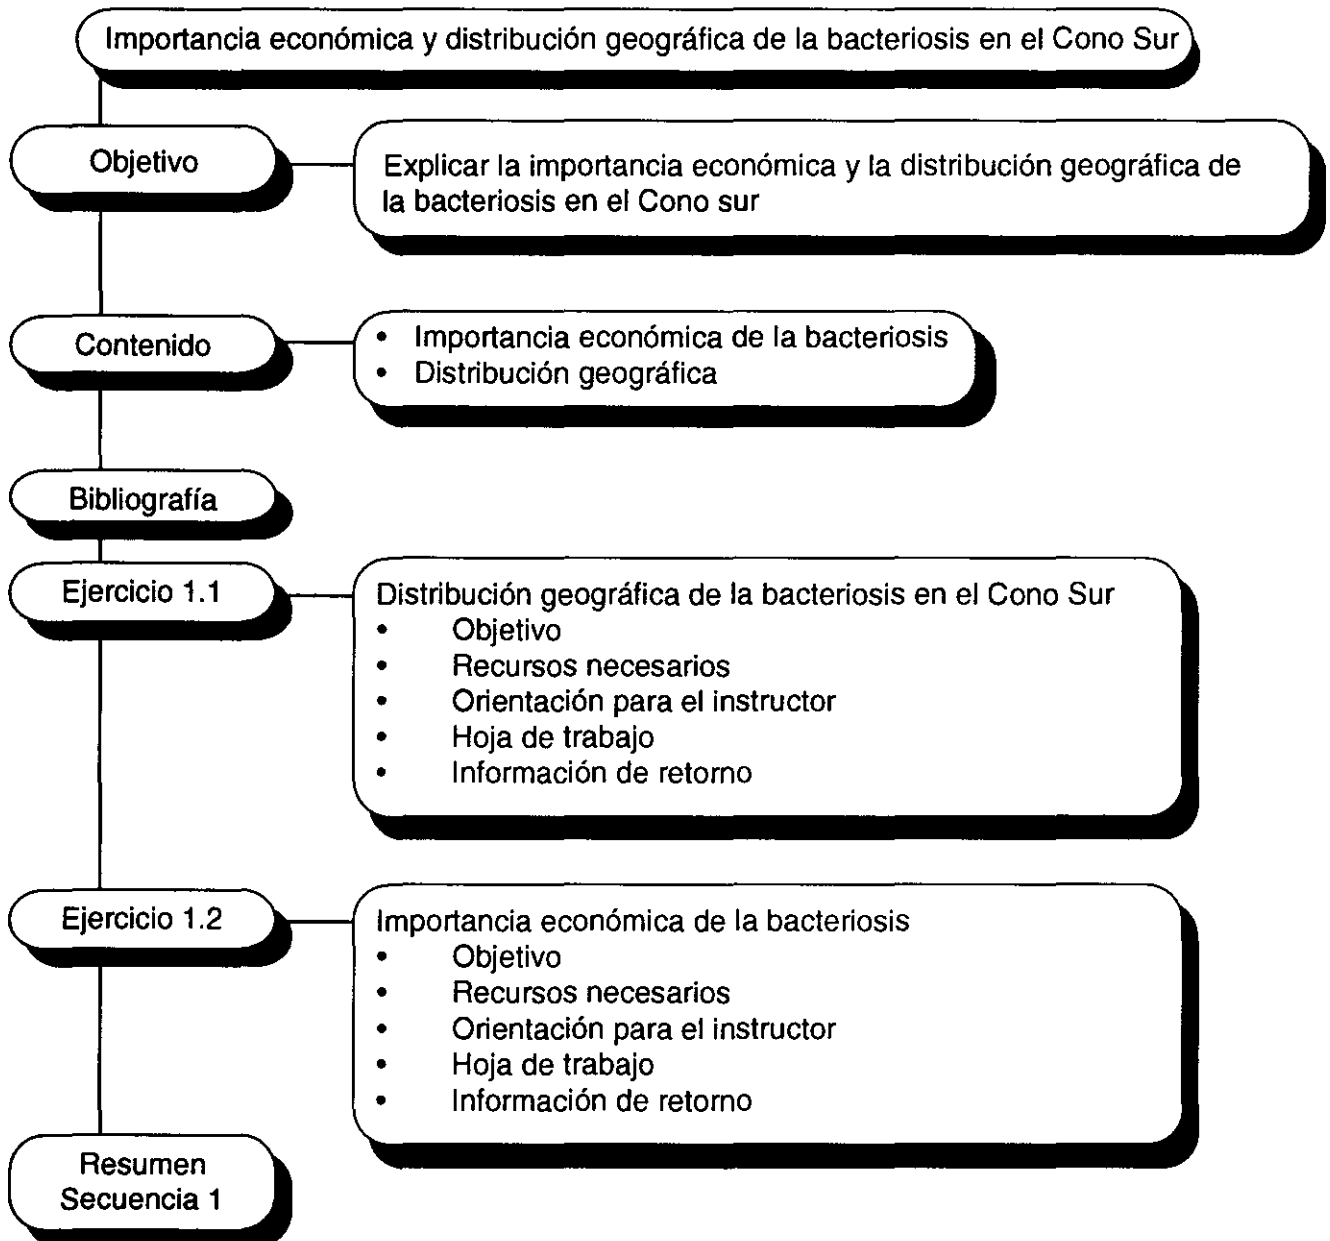 Importancia económica y distribución geográfica de la bacteriosis en el Cono Sur
Objetivo
Explicar la importancia económica y la distribución geográfica de
la bacteriosis en el Cono sur
Contenido
• Importancia económica de la bacteriosis
• Distribución geográfica
Bibliografía
Ejercicio 1.1
Distribución geográfica de la bacteriosis en el Cono Sur
• Objetivo
• Recursos necesarios
• Orientación para el instructor
• Hoja de trabajo
• Información de retorno
Ejercicio 1.2
Importancia económica de la bacteriosis
• Objetivo
• Recursos necesarios
• Orientación para el instructor
• Hoja de trabajo
• Información de retorno
Resumen
Secuencia 1